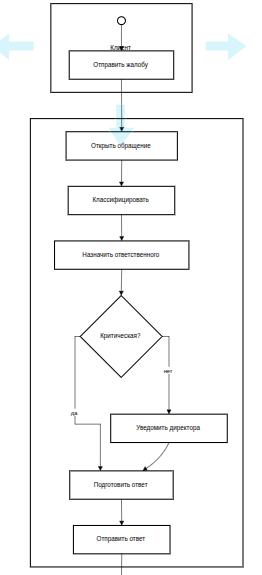 Клиент
Отправить жалобу
Открыть обращение
Классифицировать
Назначить ответственного
Критическая?
нет
да
Уведомить директора
Подготовить ответ
Отправить ответ